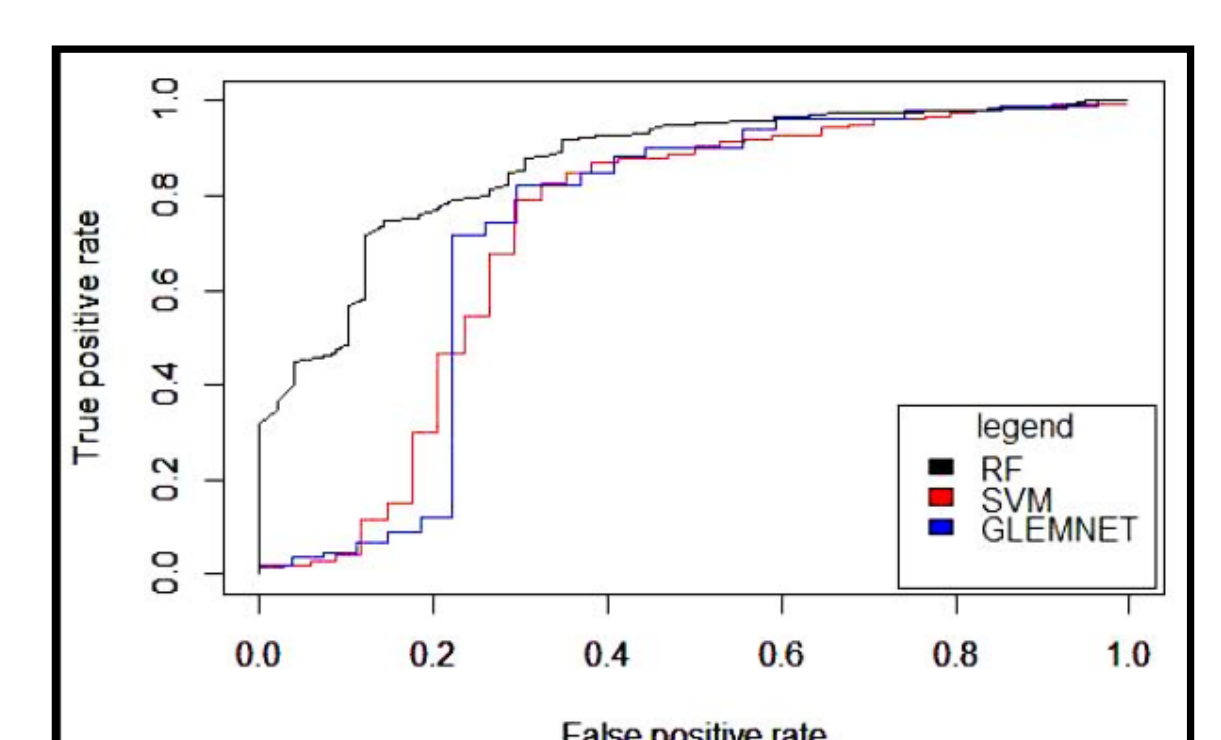 1.0
0.8
0.6
0.4
0.2
0.0
True positive rate
legend
RF
SVM
GLEMNET
0.0 0.2 0.4 0.6 0.8 1.0
False positive rate